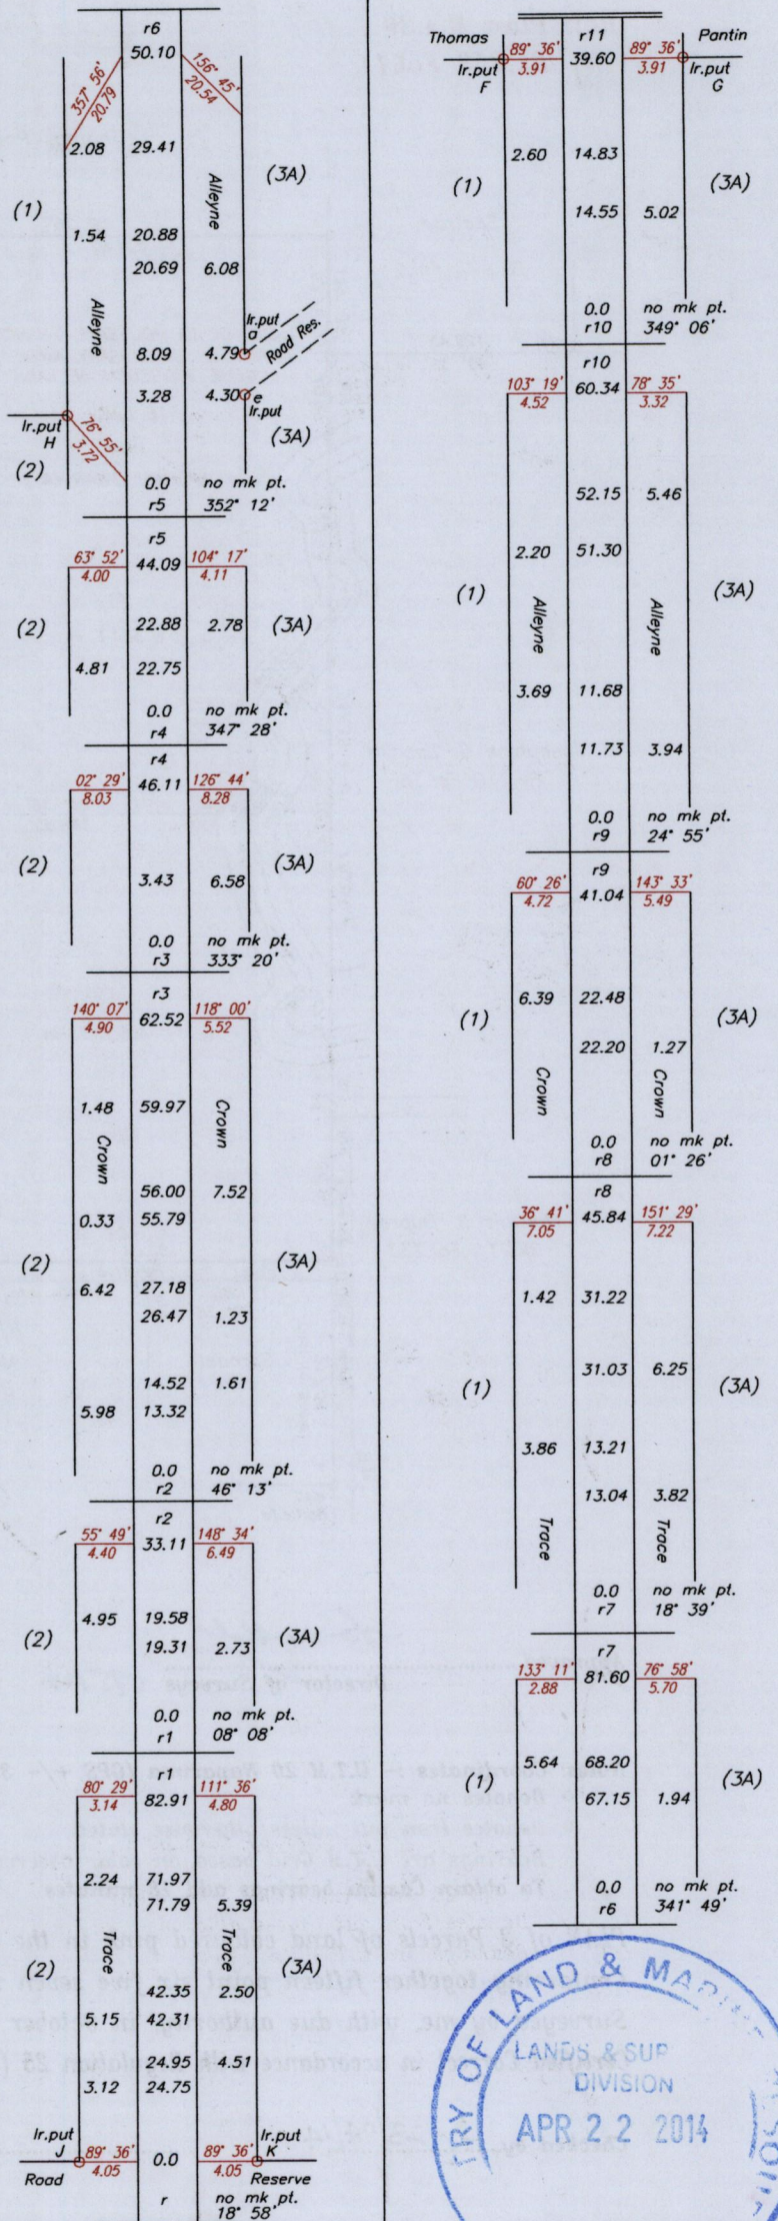 r6
50.10
357° 56'
20.79
156° 45'
20.54
2.08 29.41
(3A)
Alleyne
(1)
1.54 20.88
20.69 6.08
Alleyne
Ir.put
a
8.09 4.79
Road Res.
3.28 4.30 e
Ir.put
Ir.put
H
76° 55'
3.72
(3A)
(2)
0.0 no mk pt.
r5 352° 12'
r5
63° 52' 44.09 104° 17'
4.00 4.11
(2) 22.88 2.78 (3A)
4.81 22.75
0.0 no mk pt.
r4 347° 28'
r4
02° 29' 46.11 126° 44'
8.03 8.28
(2) 3.43 6.58 (3A)
0.0 no mk pt.
r3 333° 20'
r3
140° 07' 62.52 118° 00'
4.90 5.52
1.48 59.97
Crown Crown
56.00 7.52
0.33 55.79
(2) (3A)
6.42 27.18
26.47 1.23
14.52 1.61
5.98 13.32
0.0 no mk pt.
r2 46° 13'
r2
55° 49' 33.11 148° 34'
4.40 6.49
4.95 19.58
(2) 19.31 2.73 (3A)
0.0 no mk pt.
r1 08° 08'
r1
80° 29' 82.91 111° 36'
3.14 4.80
2.24 71.97
71.79 5.39
Trace Trace
(2) (3A)
42.35 2.50
5.15 42.31
24.95 4.51
3.12 24.75
Ir.put
J
Ir.put
K
89° 36' 0.0 89° 36'
4.05 4.05
Road Reserve
r no mk pt.
18° 58'
Thomas r11 Pantin
89° 36' 39.60 89° 36'
3.91 3.91
Ir.put
F
Ir.put
G
2.60 14.83
(1) (3A)
14.55 5.02
0.0 no mk pt.
r10 349° 06'
r10
103° 19' 60.34 78° 35'
4.52 3.32
52.15 5.46
2.20 51.30
(1) (3A)
Alleyne Alleyne
3.69 11.68
11.73 3.94
0.0 no mk pt.
r9 24° 55'
r9
60° 26' 41.04 143° 33'
4.72 5.49
6.39 22.48
(1) (3A)
22.20 1.27
Crown Crown
0.0 no mk pt.
r8 01° 26'
r8
36° 41' 45.84 151° 29'
7.05 7.22
1.42 31.22
31.03 6.25
(1) (3A)
3.86 13.21
13.04 3.82
Trace Trace
0.0 no mk pt.
r7 18° 39'
r7
133° 11' 81.60 76° 58'
2.88 5.70
5.64 68.20
(1) 67.15 1.94 (3A)
0.0 no mk pt.
r6 341° 49'
TRY OF LAND & MARI
LANDS & SUR
DIVISION
APR 22 2014